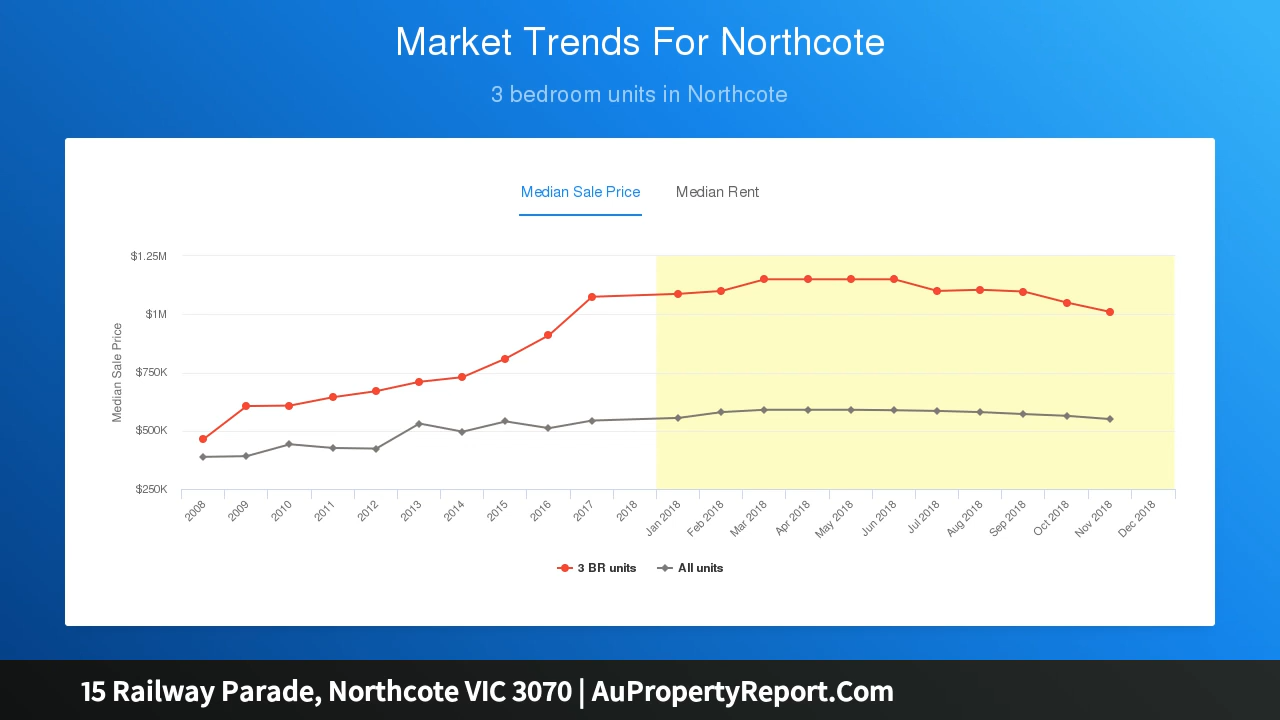 Market Trends For Northcote
3 bedroom units in Northcote
Median Sale Price Median Rent
$1.25M
$1M
$750K
$500K
$250K
Median Sale Price
2008 2009 2010 2011 2012 2013 2014 2015 2016 2017 2018 Jan 2018 Feb 2018 Mar 2018 Apr 2018 May 2018 Jun 2018 Jul 2018 Aug 2018 Sep 2018 Oct 2018 Nov 2018 Dec 2018
3 BR units All units
15 Railway Parade, Northcote VIC 3070 | AuPropertyReport.Com